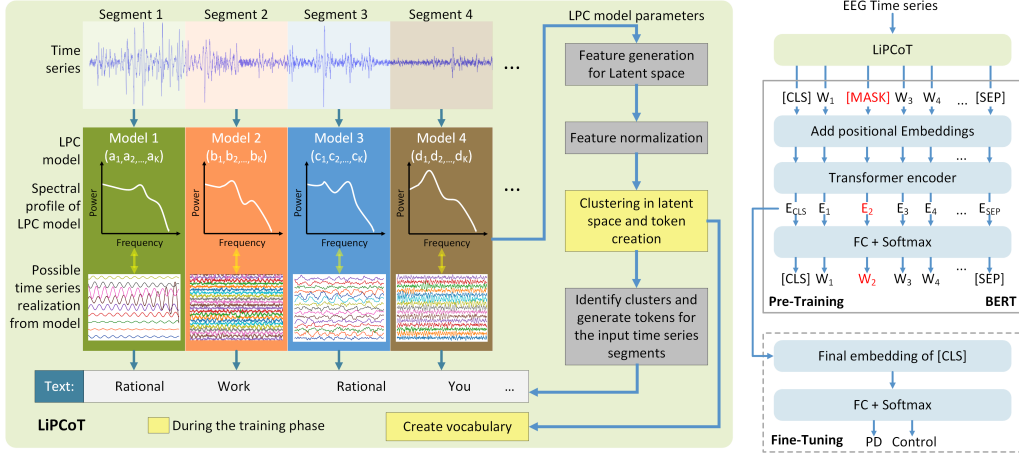 Segment 1
Segment 2
Segment 3
Segment 4
Time
series
...
LPC
model
Model 1
(a1,a2,...,aK)
Model 2
(b1,b2,...,bK)
Model 3
(c1,c2,...,cK)
Model 4
(d1,d2,...,dK)
Spectral
profile of
LPC model
Power
Frequency
Power
Frequency
Power
Frequency
Power
Frequency
...
Possible
time series
realization
from model
Text:
Rational
Work
Rational
You
...
LiPCoT
During the training phase
Create vocabulary
LPC model parameters
Feature generation
for Latent space
Feature normalization
Clustering in latent
space and token
creation
Identify clusters and
generate tokens for
the input time series
segments
EEG Time series
LiPCoT
[CLS] W1 [MASK] W3 W4 ... [SEP]
Add positional Embeddings
...
Transformer encoder
ECLS E1 E2 E3 E4 ... ESEP
FC + Softmax
...
[CLS] W1 W2 W3 W4 [SEP]
Pre-Training
BERT
Final embedding of [CLS]
FC + Softmax
Fine-Tuning
PD Control